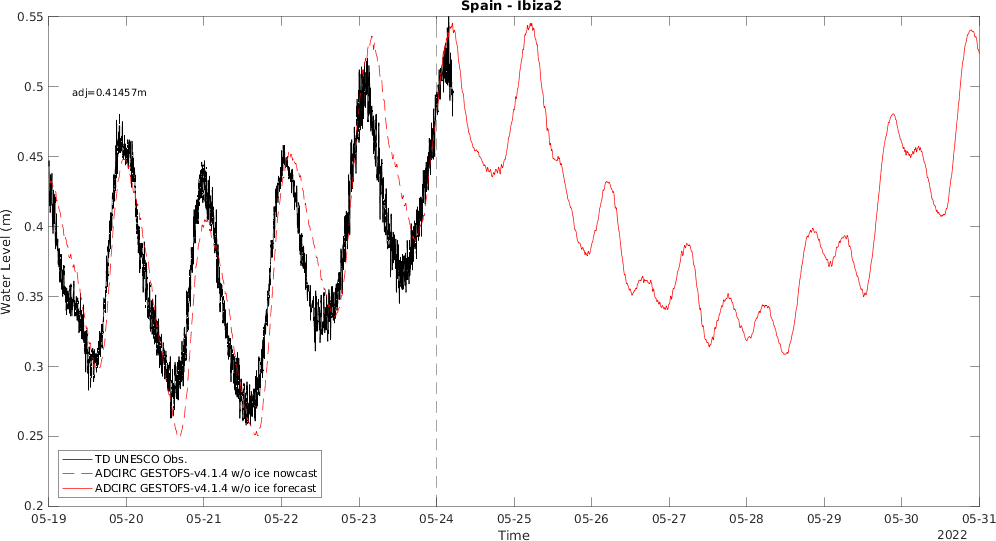 Spain - Ibiza2
0.55
0.5
0.45
0.4
0.35
0.3
0.25
0.2
Water Level (m)
adj=0.41457m
TD UNESCO Obs.
ADCIRC GESTOFS-v4.1.4 w/o ice nowcast
ADCIRC GESTOFS-v4.1.4 w/o ice forecast
05-19 05-20 05-21 05-22 05-23 05-24 05-25 05-26 05-27 05-28 05-29 05-30 05-31
Time
2022